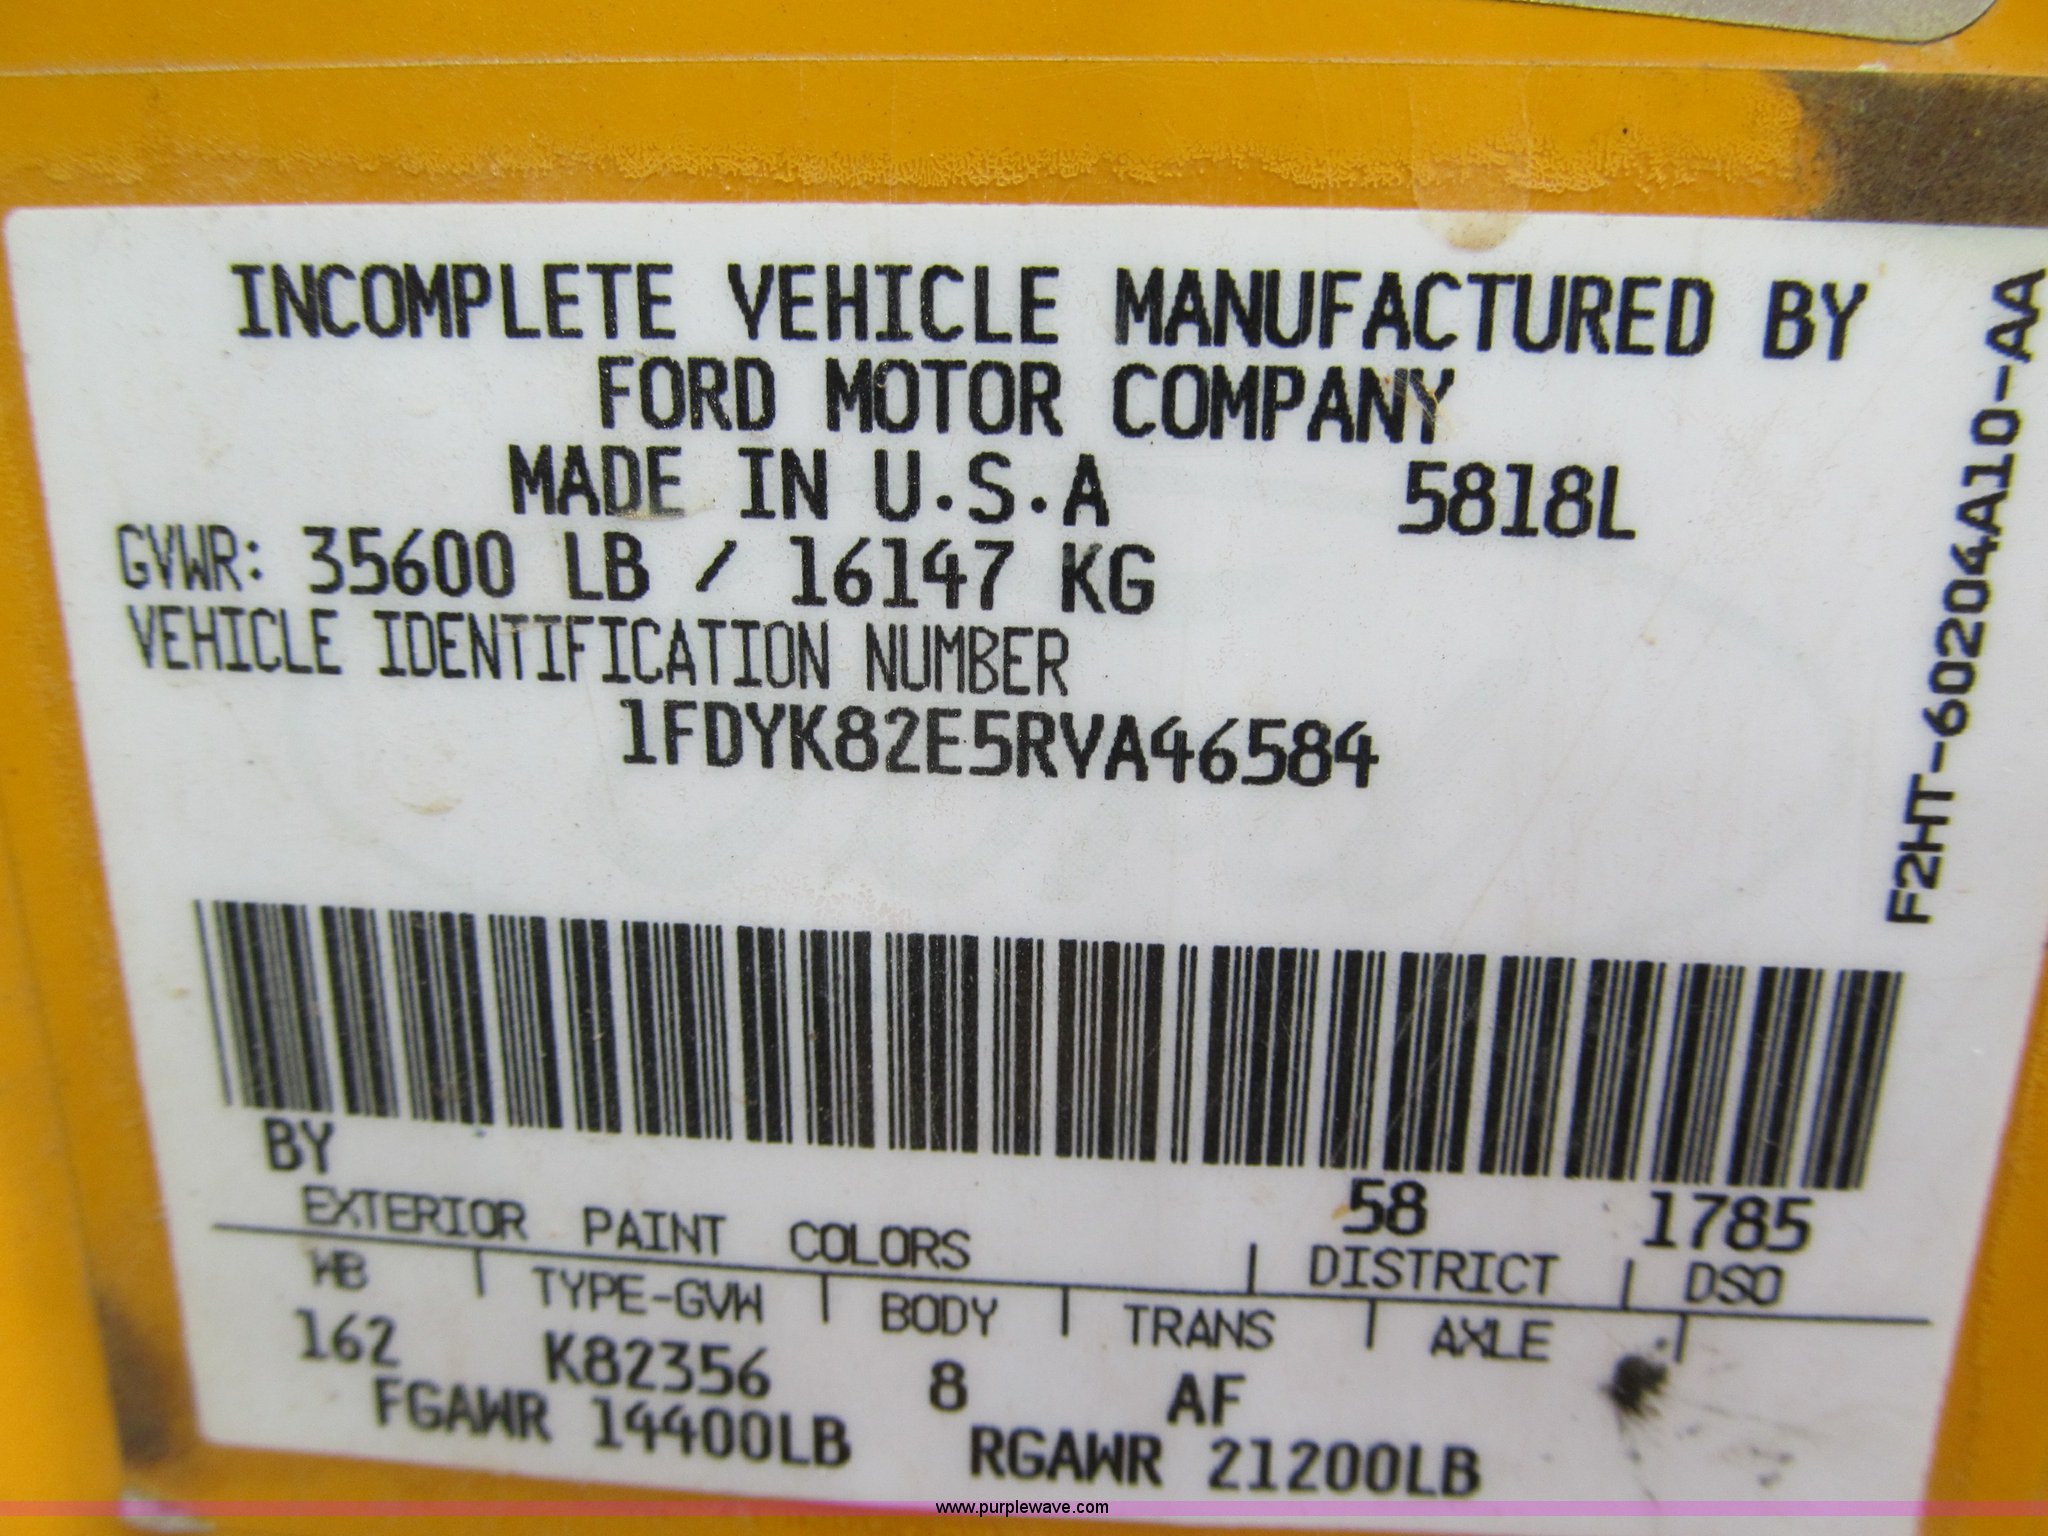 INCOMPLETE VEHICLE MANUFACTURED BY
FORD MOTOR COMPANY
MADE IN U.S.A 5818L
GVWR: 35600 LB / 16147 KG
VEHICLE IDENTIFICATION NUMBER
1FDYK82E5RVA46584
F2HT-60204A10-AA
BY 58 1785
EXTERIOR PAINT COLORS DISTRICT DSO
WB TYPE-GVW BODY TRANS AXLE
162 K82356 8 AF
FGAWR 14400LB RGAWR 21200LB
www.purplewave.com